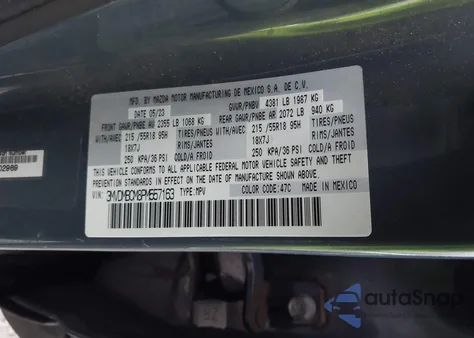 MFD. BY MAZDA MOTOR MANUFACTURING DE MEXICO S.A. DE C.V.
DATE 05/23 GVWR/PNBV 4381 LB 1987 KG
FRONT GAWR/PNBE AV 2355 LB 1068 KG REAR GAWR/PNBE AR 2072 LB 940 KG
WITH/AVEC TIRES/PNEUS 215/55R18 95H WITH/AVEC TIRES/PNEUS 215/55R18 95H
18X7J 18X7J
COLD/A FROID 250 KPA/36 PSI COLD/A FROID 250 KPA/36 PSI
THIS VEHICLE CONFORMS TO ALL APPLICABLE FEDERAL MOTOR VEHICLE SAFETY, BUMPER, AND THEFT
PREVENTION STANDARDS IN EFFECT ON THE DATE OF MANUFACTURE SHOWN ABOVE.
VIN: TYPE: MPV COLOR CODE: 47C MADE IN MEXICO
autoSnap